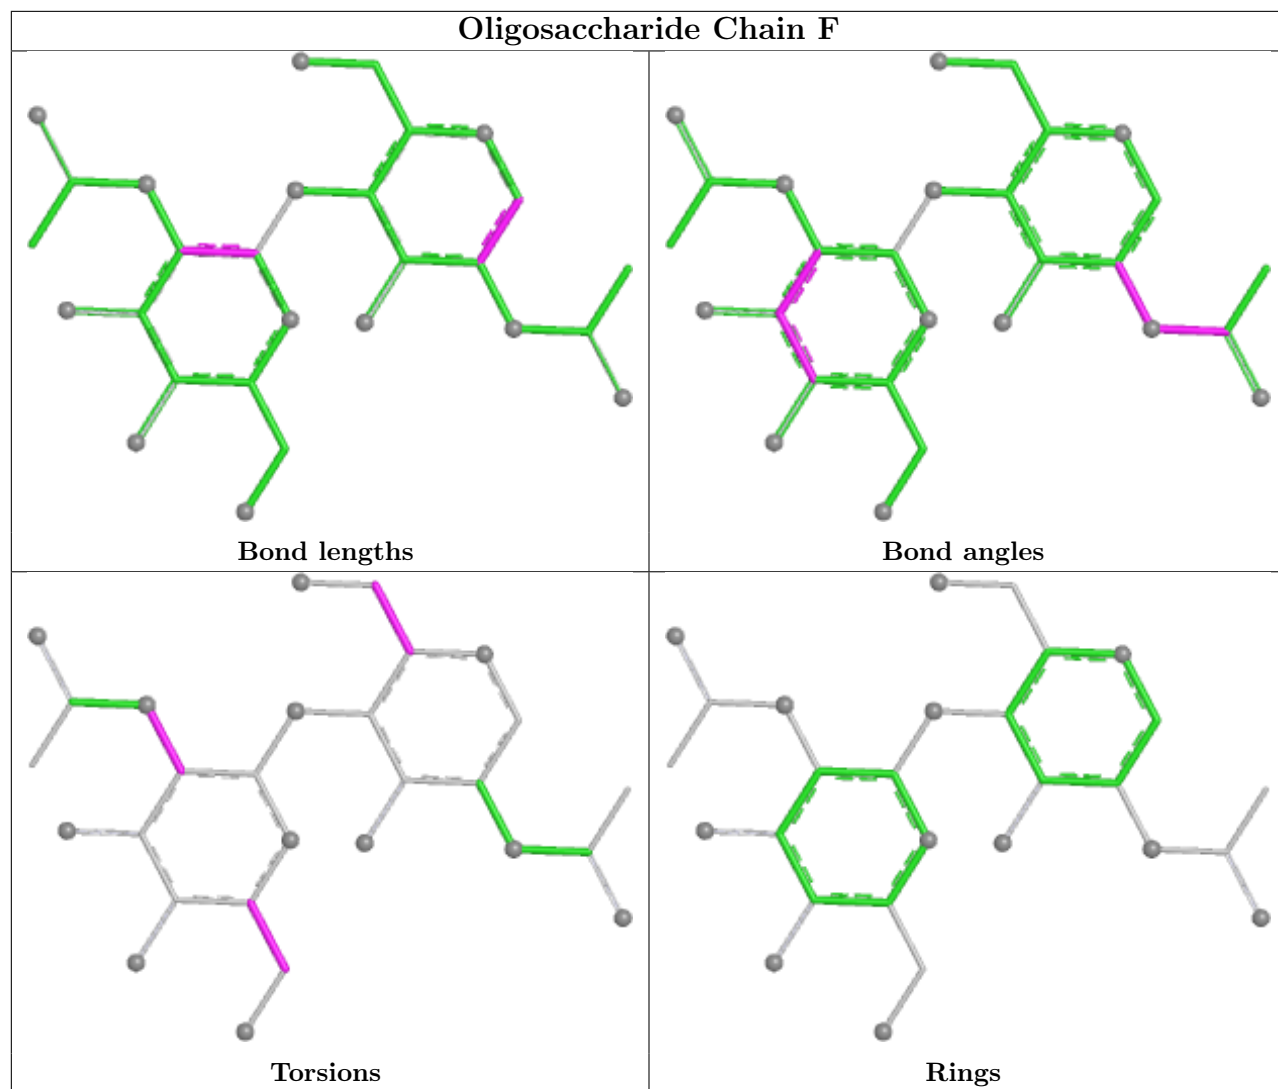 Oligosaccharide Chain F
Bond lengths
Bond angles
Torsions
Rings